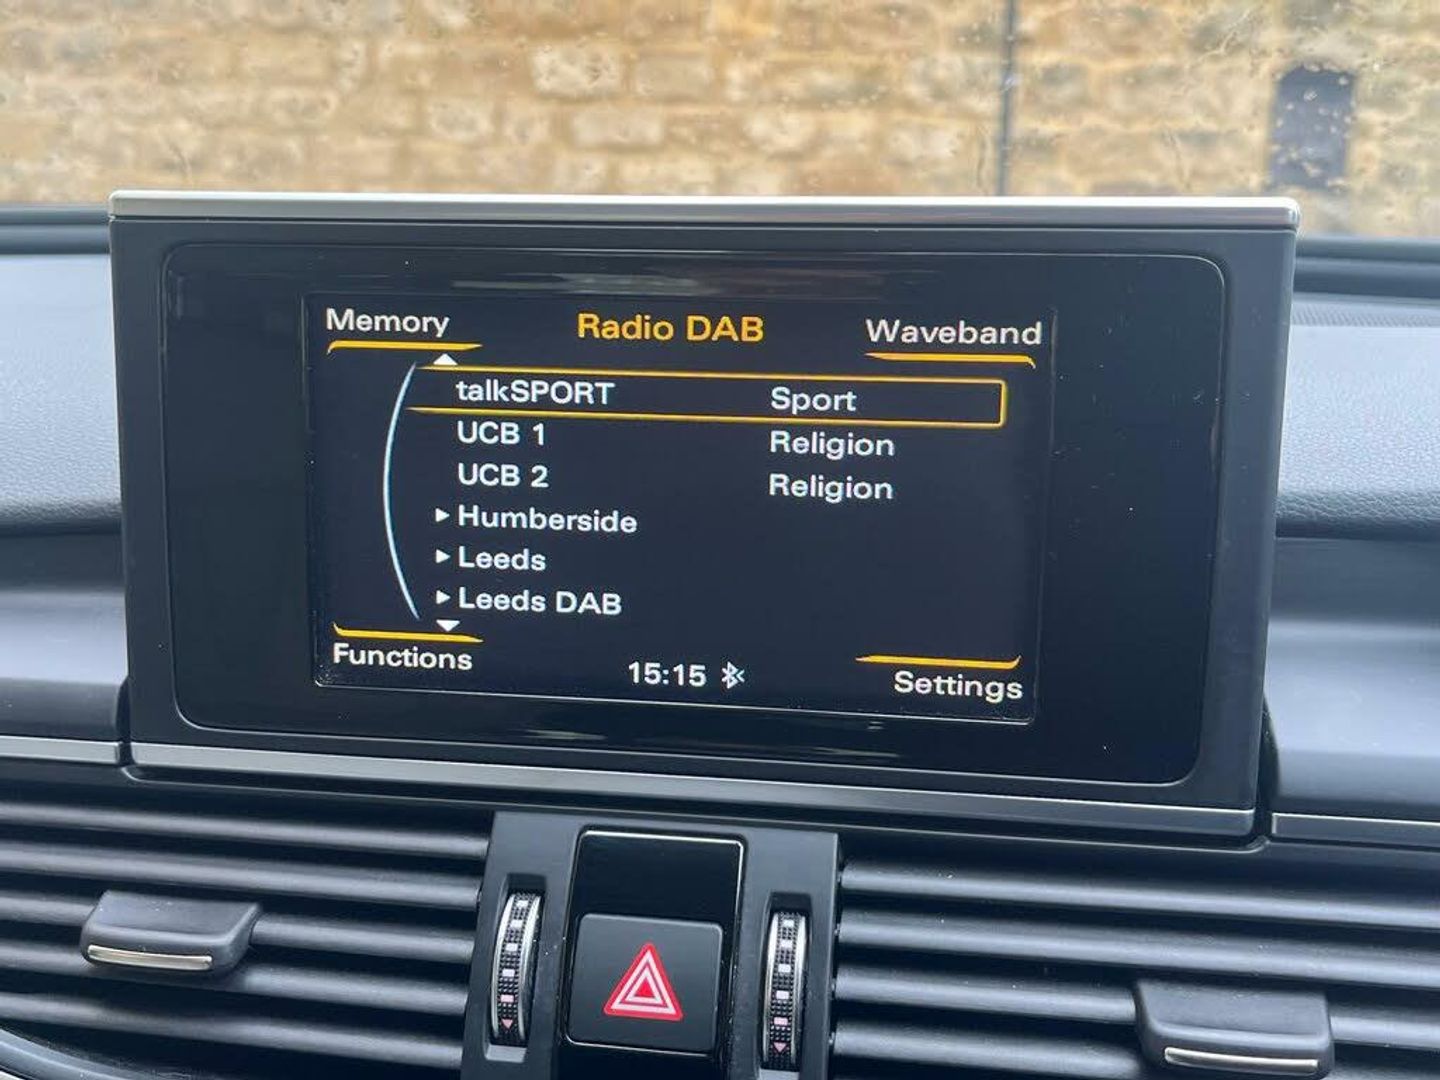 Memory Radio DAB Waveband
talkSPORT Sport
UCB 1 Religion
UCB 2 Religion
Humberside
Leeds
Leeds DAB
Functions 15:15 Settings